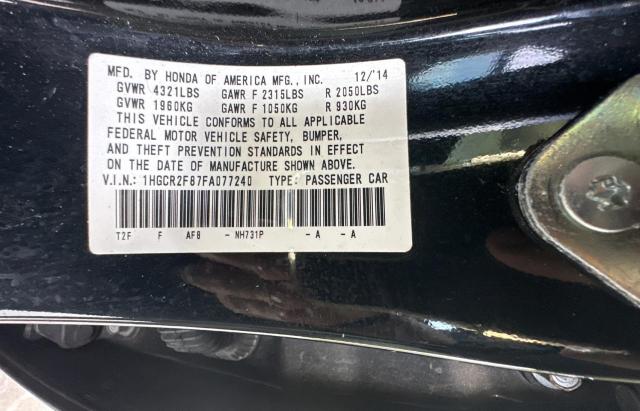 MFD. BY HONDA OF AMERICA MFG., INC. 12/'14
GVWR 4321LBS GAWR F 2315LBS R 2050LBS
GVWR 1960KG GAWR F 1050KG R 930KG
THIS VEHICLE CONFORMS TO ALL APPLICABLE
FEDERAL MOTOR VEHICLE SAFETY, BUMPER,
AND THEFT PREVENTION STANDARDS IN EFFECT
ON THE DATE OF MANUFACTURE SHOWN ABOVE.
V.I.N.: 1HGCR2F87FA077240 TYPE: PASSENGER CAR
T2F F AF8 - NH731P - A - A